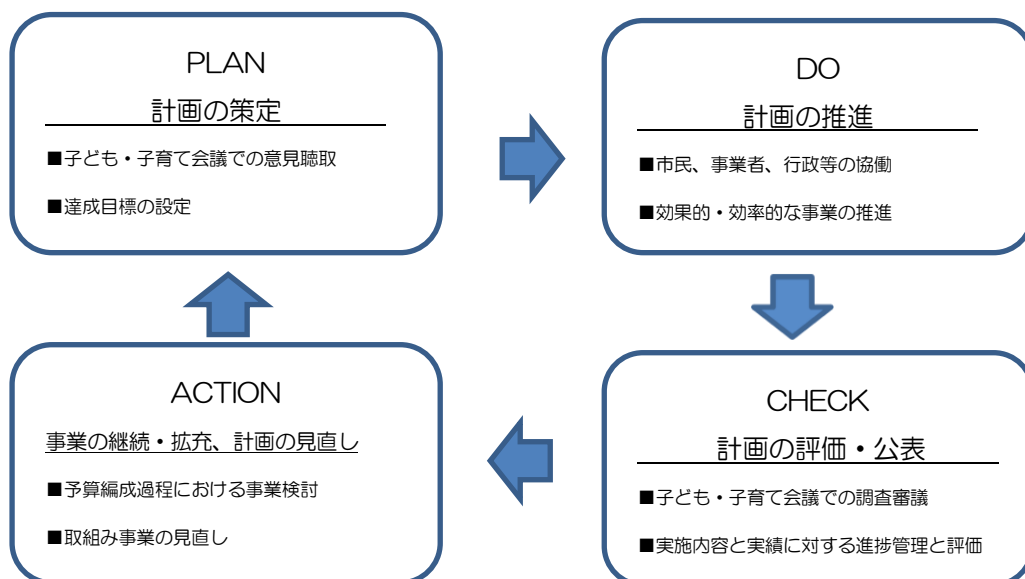 PLAN
計画の策定
■子ども・子育て会議での意見聴取
■達成目標の設定
DO
計画の推進
■市民、事業者、行政等の協働
■効果的・効率的な事業の推進
ACTION
事業の継続・拡充、計画の見直し
■予算編成過程における事業検討
■取組み事業の見直し
CHECK
計画の評価・公表
■子ども・子育て会議での調査審議
■実施内容と実績に対する進捗管理と評価